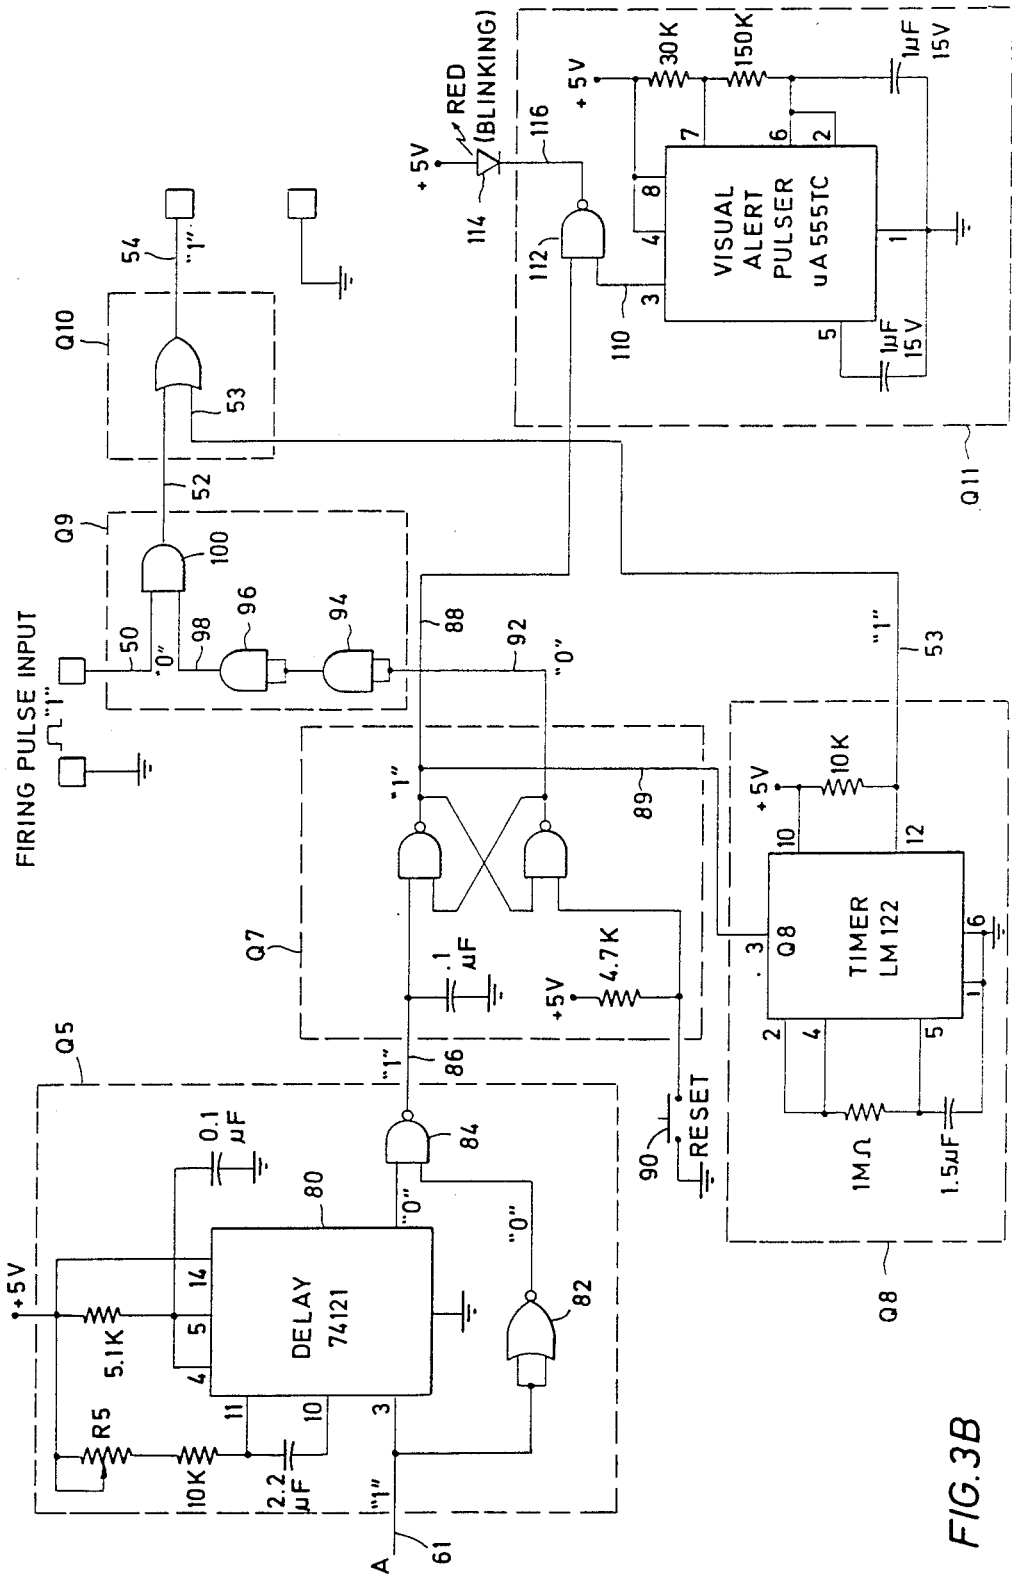 FIRING PULSE INPUT
"1"
50
"0"
98
96
94
92
"0"
100
Q9
52
Q10
53
54
"1"
+5V
RED
(BLINKING)
114
116
112
110
+5V
30K
150K
7
6
2
8
4
3
5
1
VISUAL
ALERT
PULSER
uA555TC
1µF
15V
1µF
15V
Q11
88
"1"
89
Q7
.1
µF
+5V
4.7K
"1"
86
90
RESET
Q5
+5V
5.1K
0.1
µF
R5
10K
2.2
µF
11
10
3
4
5
14
DELAY
74121
80
"0"
84
"0"
82
"1"
A
61
"1"
53
+5V
10K
10
12
3
Q8
TIMER
LM122
2
4
5
1
6
1MΩ
1.5µF
Q8
FIG.3B